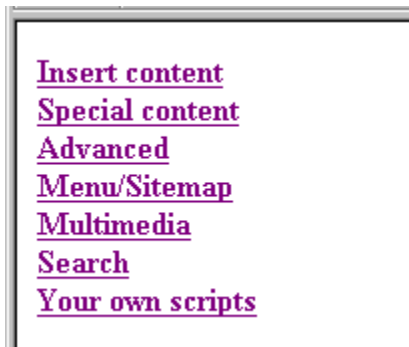 Insert content
Special content
Advanced
Menu/Sitemap
Multimedia
Search
Your own scripts